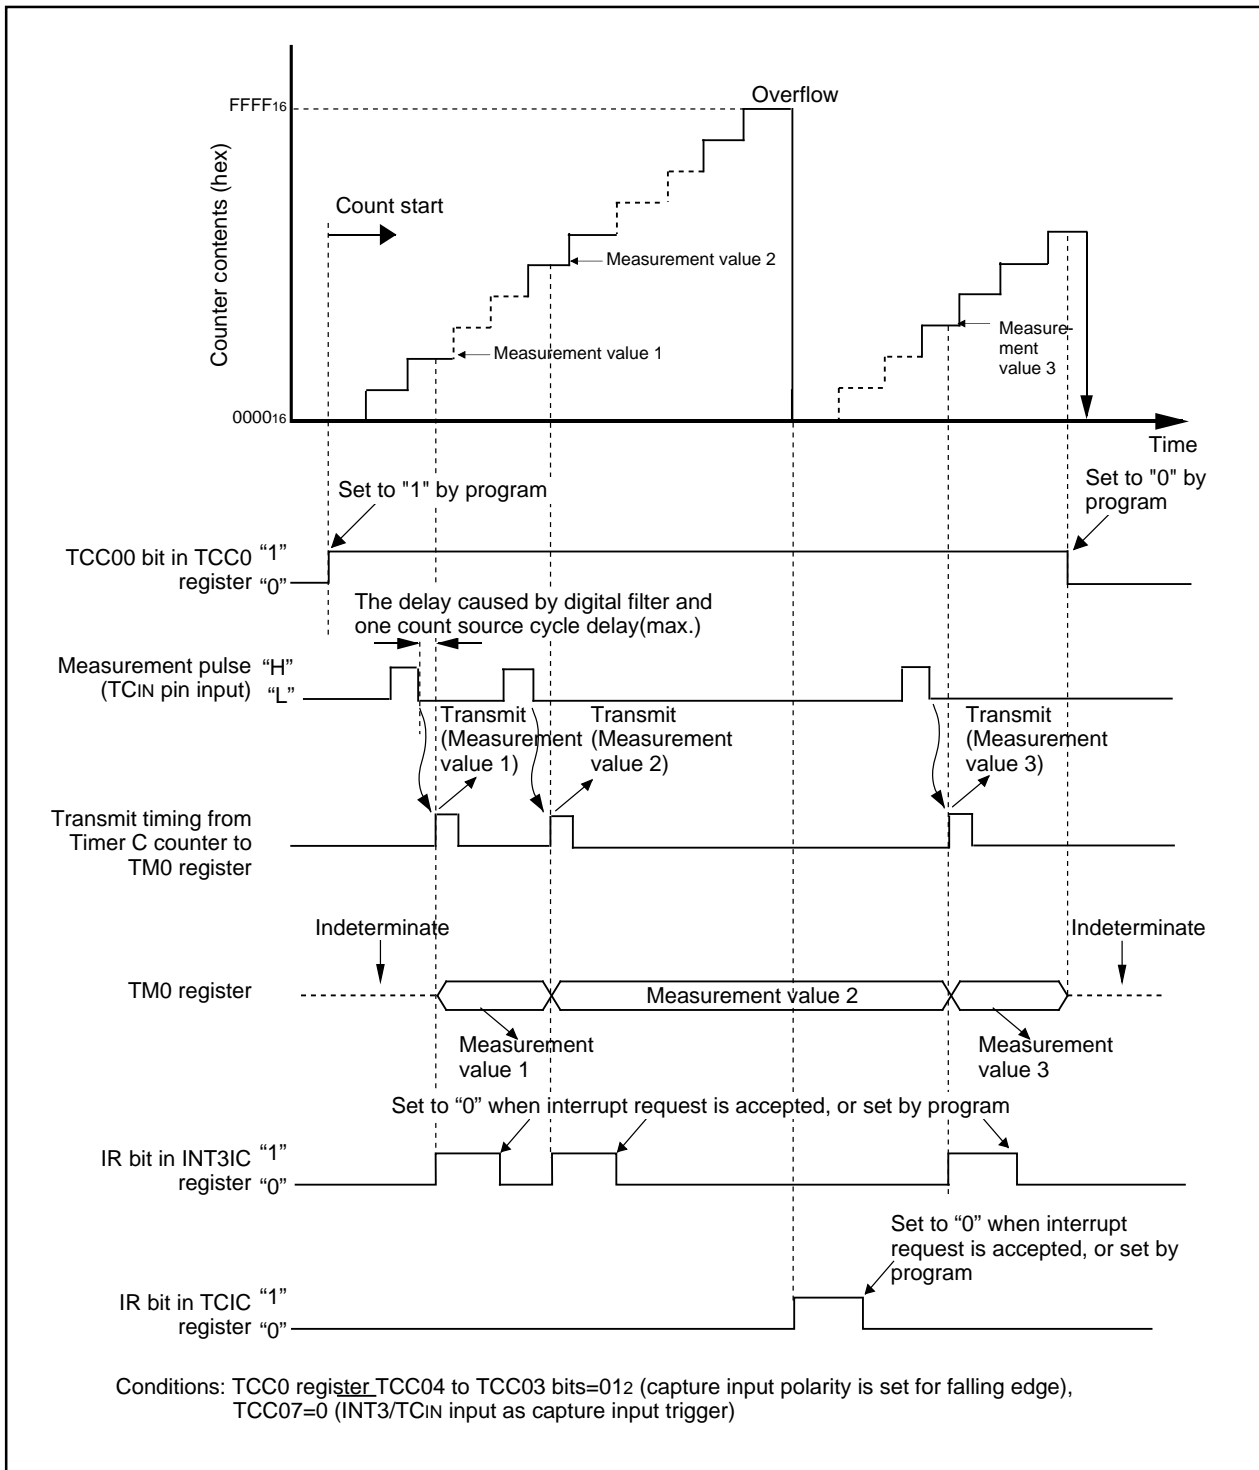 Overflow
FFFF16
Counter contents (hex)
Count start
Measurement value 2
Measurement value 1
Measure-
ment
value 3
000016
Time
Set to "1" by program
Set to "0" by
program
TCC00 bit in TCC0 “1”
register “0”
The delay caused by digital filter and
one count source cycle delay(max.)
Measurement pulse “H”
(TCIN pin input) “L”
Transmit
(Measurement
value 1)
Transmit
(Measurement
value 2)
Transmit
(Measurement
value 3)
Transmit timing from
Timer C counter to
TM0 register
Indeterminate
Indeterminate
TM0 register
Measurement value 2
Measurement
value 1
Measurement
value 3
Set to “0” when interrupt request is accepted, or set by program
IR bit in INT3IC “1”
register “0”
Set to “0” when interrupt
request is accepted, or set by
program
IR bit in TCIC “1”
register “0”
Conditions: TCC0 register TCC04 to TCC03 bits=012 (capture input polarity is set for falling edge),
TCC07=0 (INT3/TCIN input as capture input trigger)